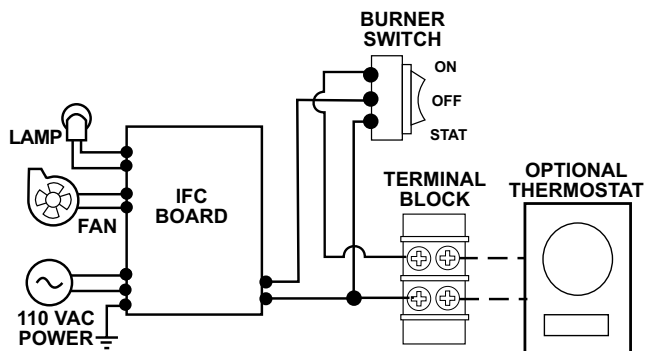 BURNER
SWITCH
ON
OFF
STAT
LAMP
FAN
IFC
BOARD
TERMINAL
BLOCK
OPTIONAL
THERMOSTAT
110 VAC
POWER